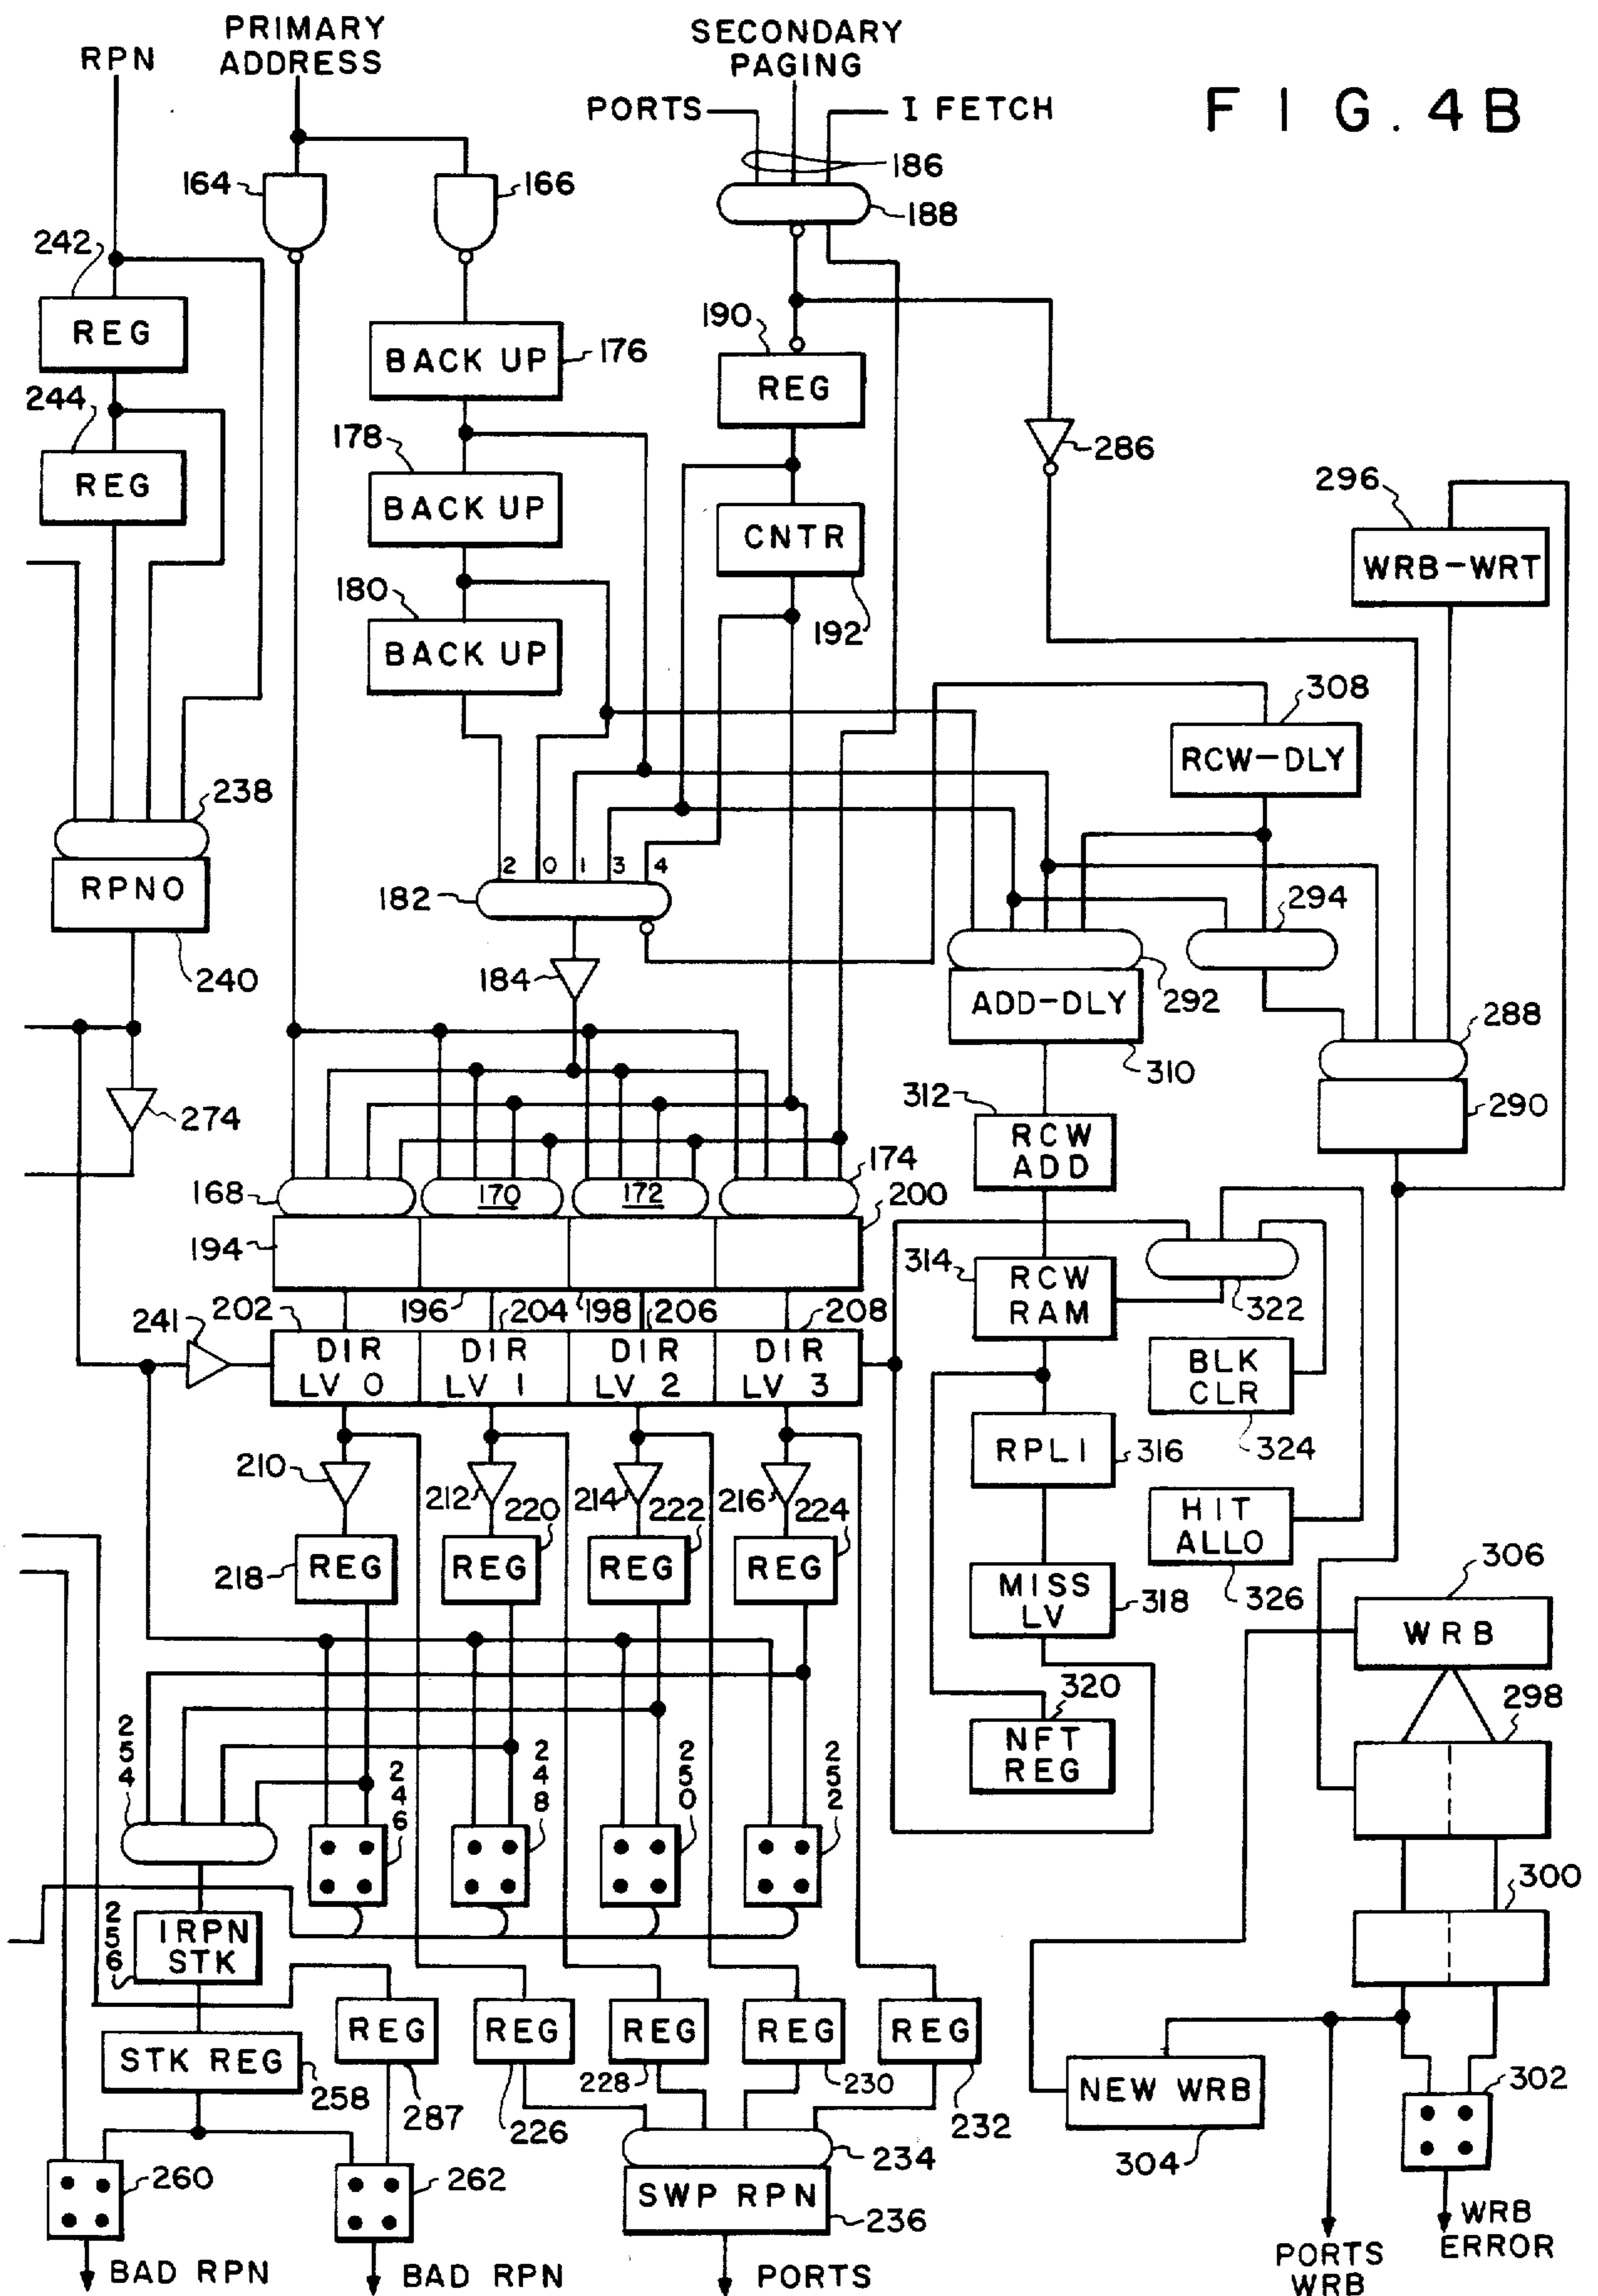 PRIMARY
ADDRESS
RPN
SECONDARY
PAGING
PORTS
I FETCH
FIG. 4B
186
164
166
188
242
REG
190
BACK UP
176
REG
244
REG
178
BACK UP
286
296
CNTR
WRB-WRT
180
BACK UP
192
308
RCW-DLY
238
RPNO
2 0 1 3 4
182
294
240
184
ADD-DLY
292
288
310
274
312
RCW
ADD
290
168
170
172
174
200
194
314
RCW
RAM
322
202
196
204
198
206
208
241
DIR
LV 0
DIR
LV 1
DIR
LV 2
DIR
LV 3
BLK
CLR
324
210
212
214
216
RPLI
316
220
222
224
218
REG
REG
REG
REG
HIT
ALLO
326
MISS
LV
318
306
WRB
320
NFT
REG
298
254
246
248
250
252
300
256
IRPN
STK
REG
REG
REG
REG
REG
STK REG
258
287
226
228
230
232
NEW WRB
304
302
234
260
262
SWP RPN
236
BAD RPN
BAD RPN
PORTS
PORTS
WRB
WRB
ERROR